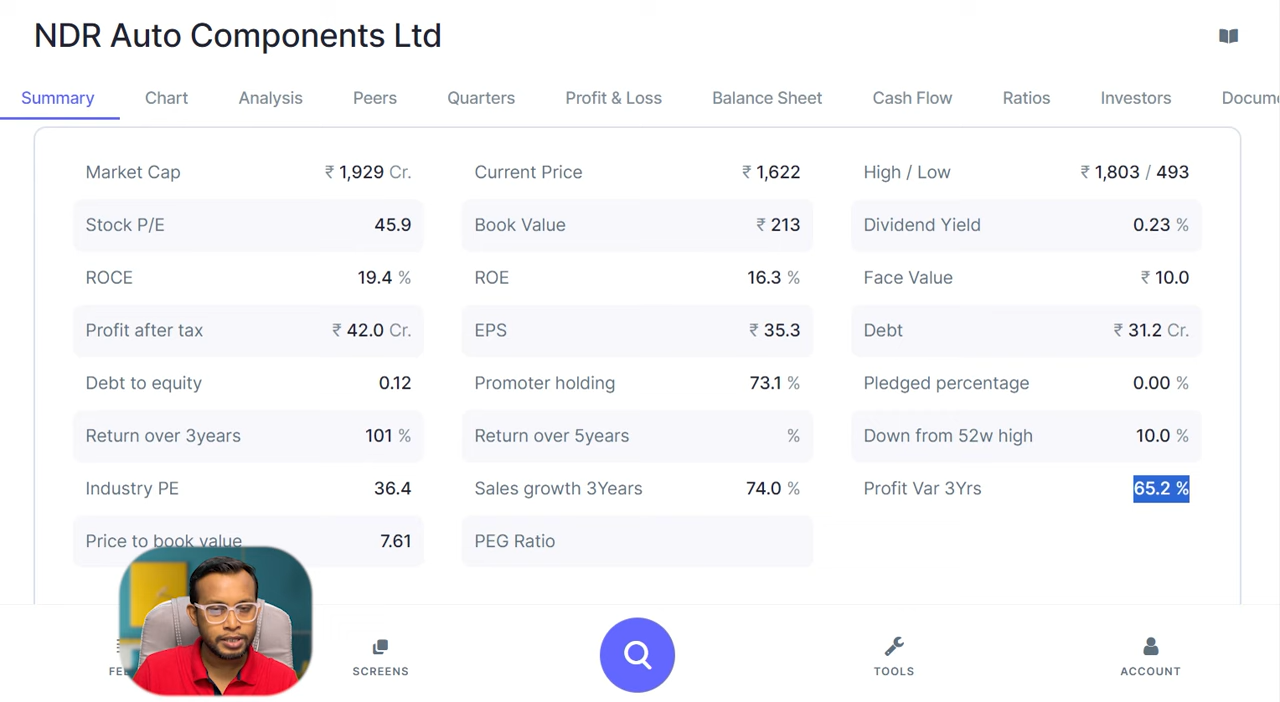 NDR Auto Components Ltd
Summary Chart Analysis Peers Quarters Profit & Loss Balance Sheet Cash Flow Ratios Investors Docume
Market Cap ₹ 1,929 Cr. Current Price ₹ 1,622 High / Low ₹ 1,803 / 493
Stock P/E 45.9 Book Value ₹ 213 Dividend Yield 0.23 %
ROCE 19.4 % ROE 16.3 % Face Value ₹ 10.0
Profit after tax ₹ 42.0 Cr. EPS ₹ 35.3 Debt ₹ 31.2 Cr.
Debt to equity 0.12 Promoter holding 73.1 % Pledged percentage 0.00 %
Return over 3years 101 % Return over 5years % Down from 52w high 10.0 %
Industry PE 36.4 Sales growth 3Years 74.0 % Profit Var 3Yrs 65.2 %
Price to book value 7.61 PEG Ratio
SCREENS TOOLS ACCOUNT